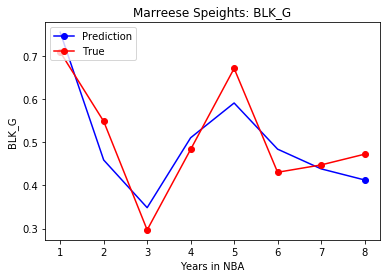 Marreese Speights: BLK_G
Prediction
True
0.7
0.6
0.5
0.4
0.3
BLK_G
1 2 3 4 5 6 7 8
Years in NBA